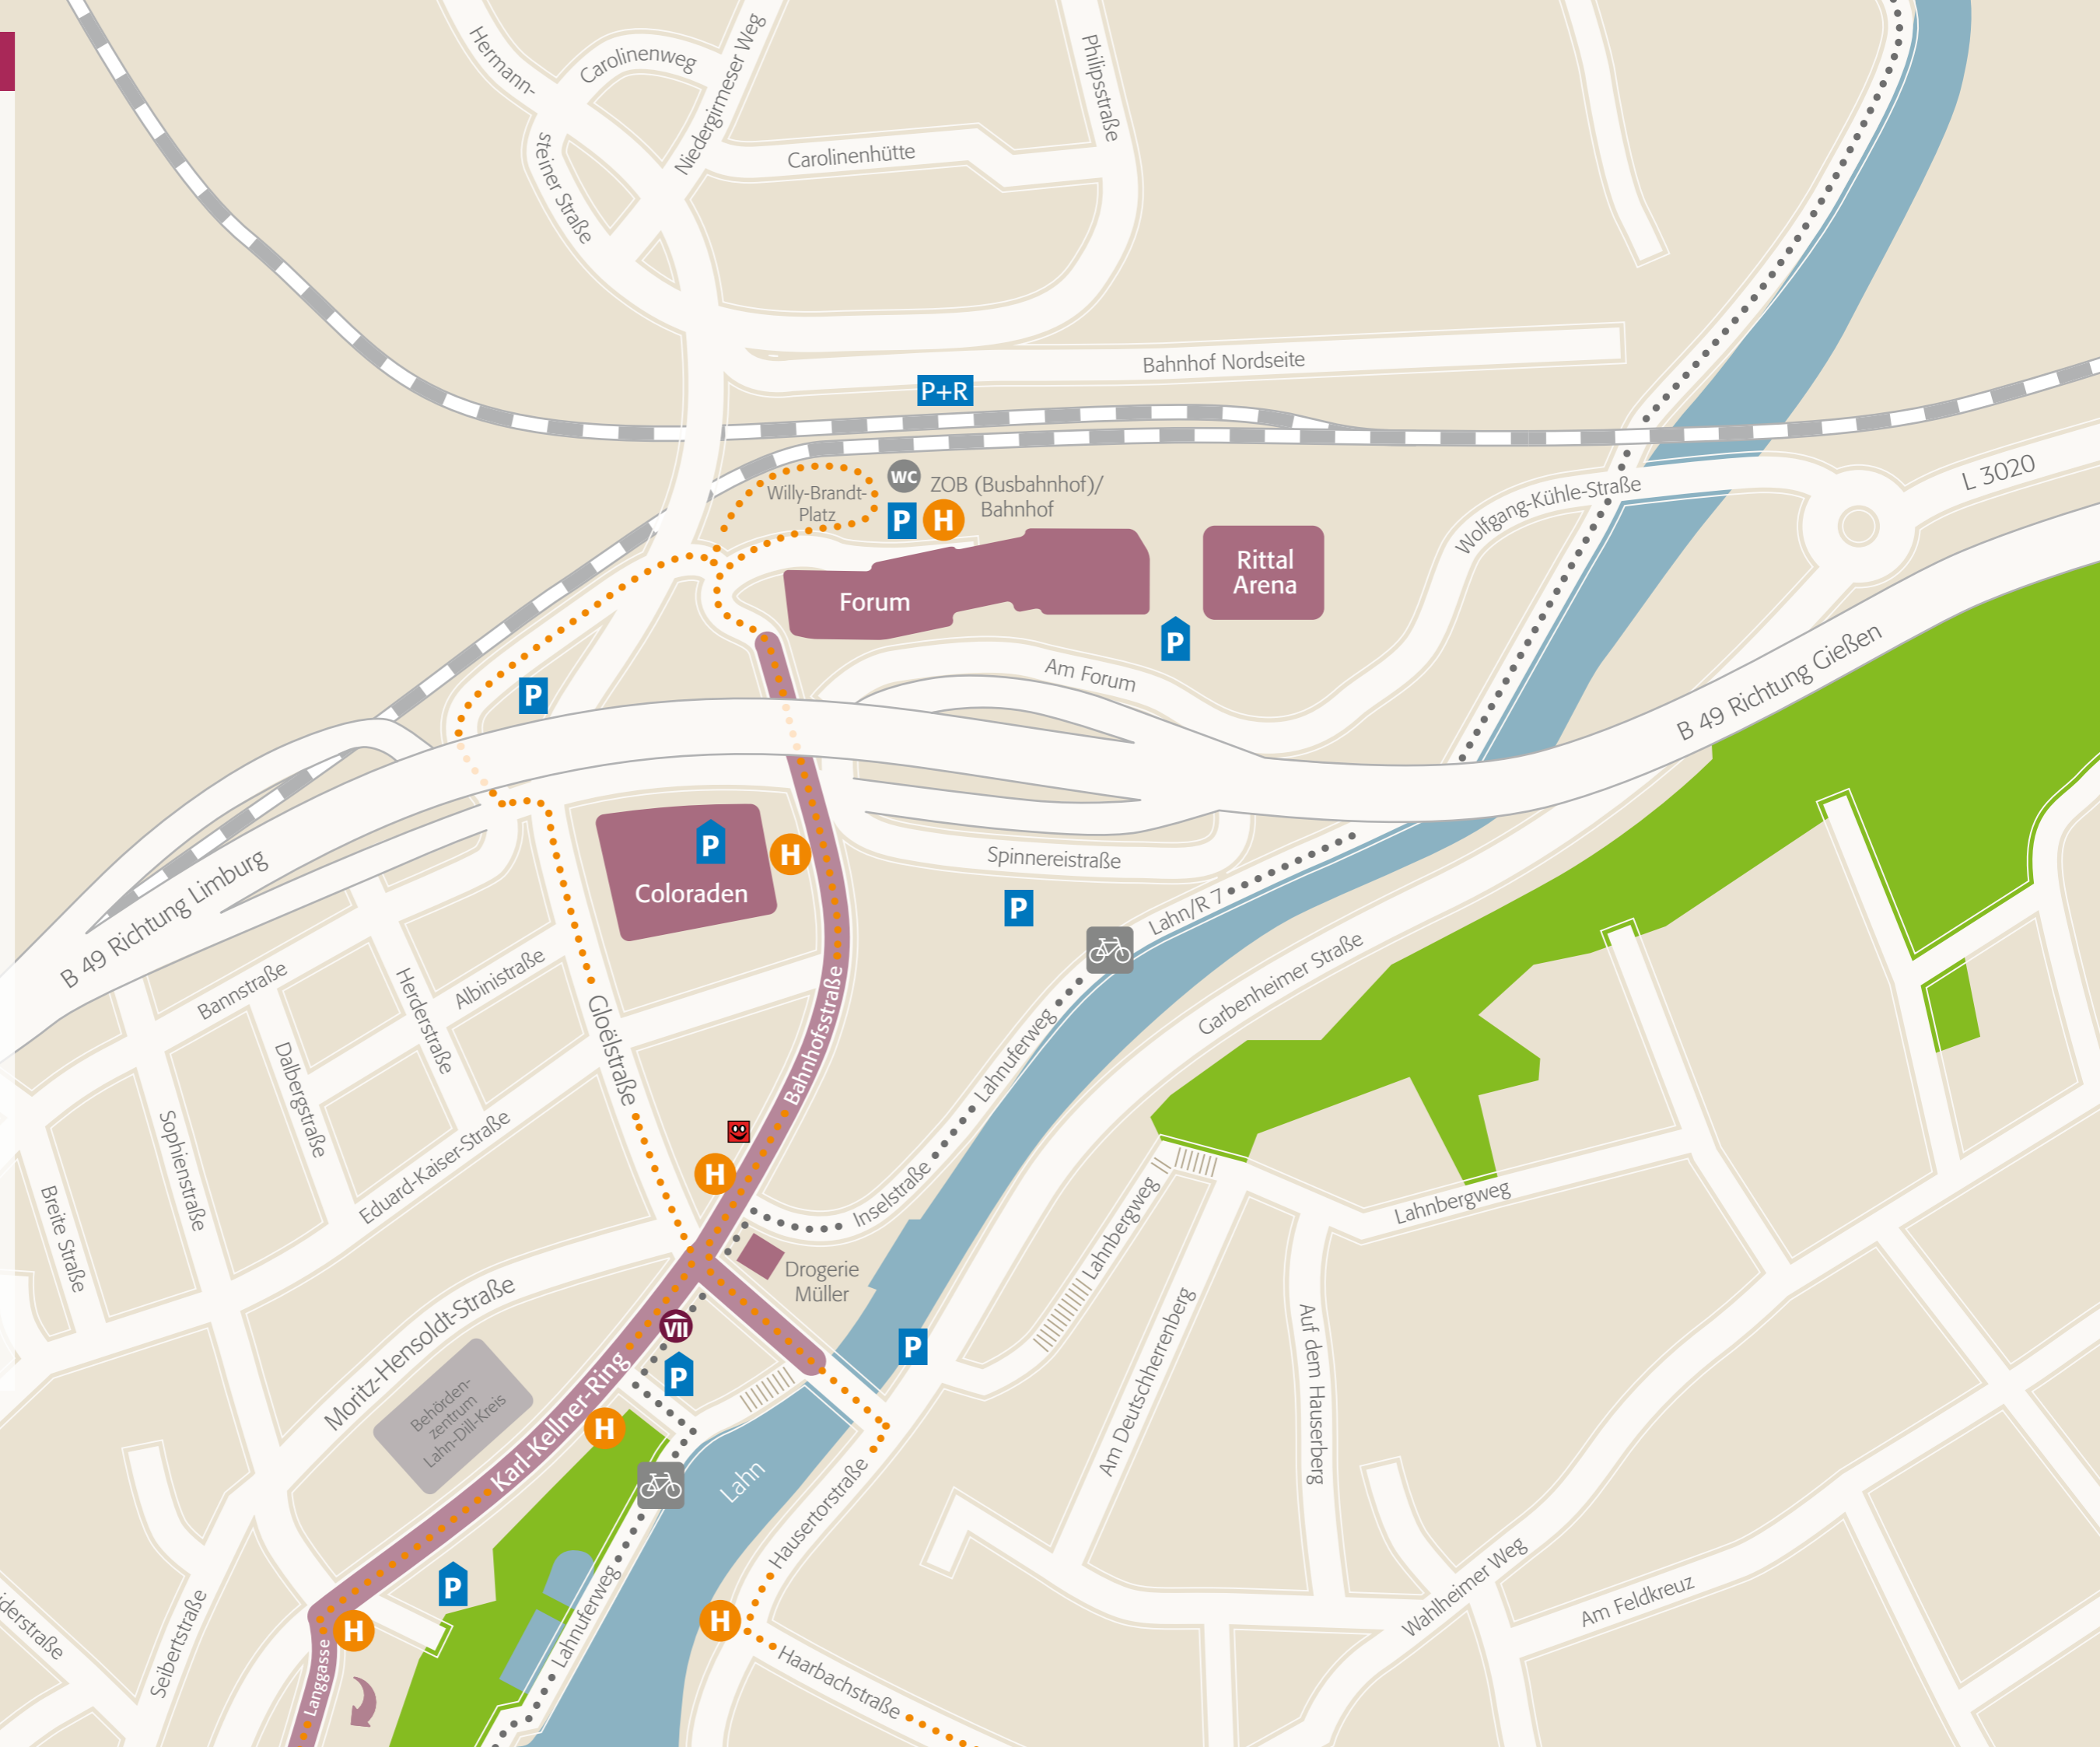 Hermann-
steiner Straße
Carolinenweg
Niedergirmeser Weg
Carolinenhütte
Philipsstraße
Bahnhof Nordseite
P+R
Willy-Brandt-
Platz
WC
ZOB (Busbahnhof)/
Bahnhof
P
H
Forum
Rittal
Arena
P
Am Forum
Wolfgang-Kühle-Straße
L 3020
B 49 Richtung Gießen
P
B 49 Richtung Limburg
P
Coloraden
H
Spinnereistraße
P
Lahn/R 7
Garbenheimer Straße
Bannstraße
Herderstraße
Albinistraße
Gloëlstraße
Bahnhofsstraße
Lahnuferweg
Dalbergstraße
Sophienstraße
Eduard-Kaiser-Straße
Breite Straße
H
Inselstraße
Lahnbergweg
Lahnbergweg
Drogerie
Müller
Moritz-Hensoldt-Straße
VII
P
P
Behörden-
zentrum
Lahn-Dill-Kreis
Karl-Kellner-Ring
H
Lahn
Am Deutschherrenberg
Auf dem Hauserberg
Hausertorstraße
P
H
Lahnuferweg
H
Haarbachstraße
Wahlheimer Weg
Am Feldkreuz
Seibertstraße
Langgasse